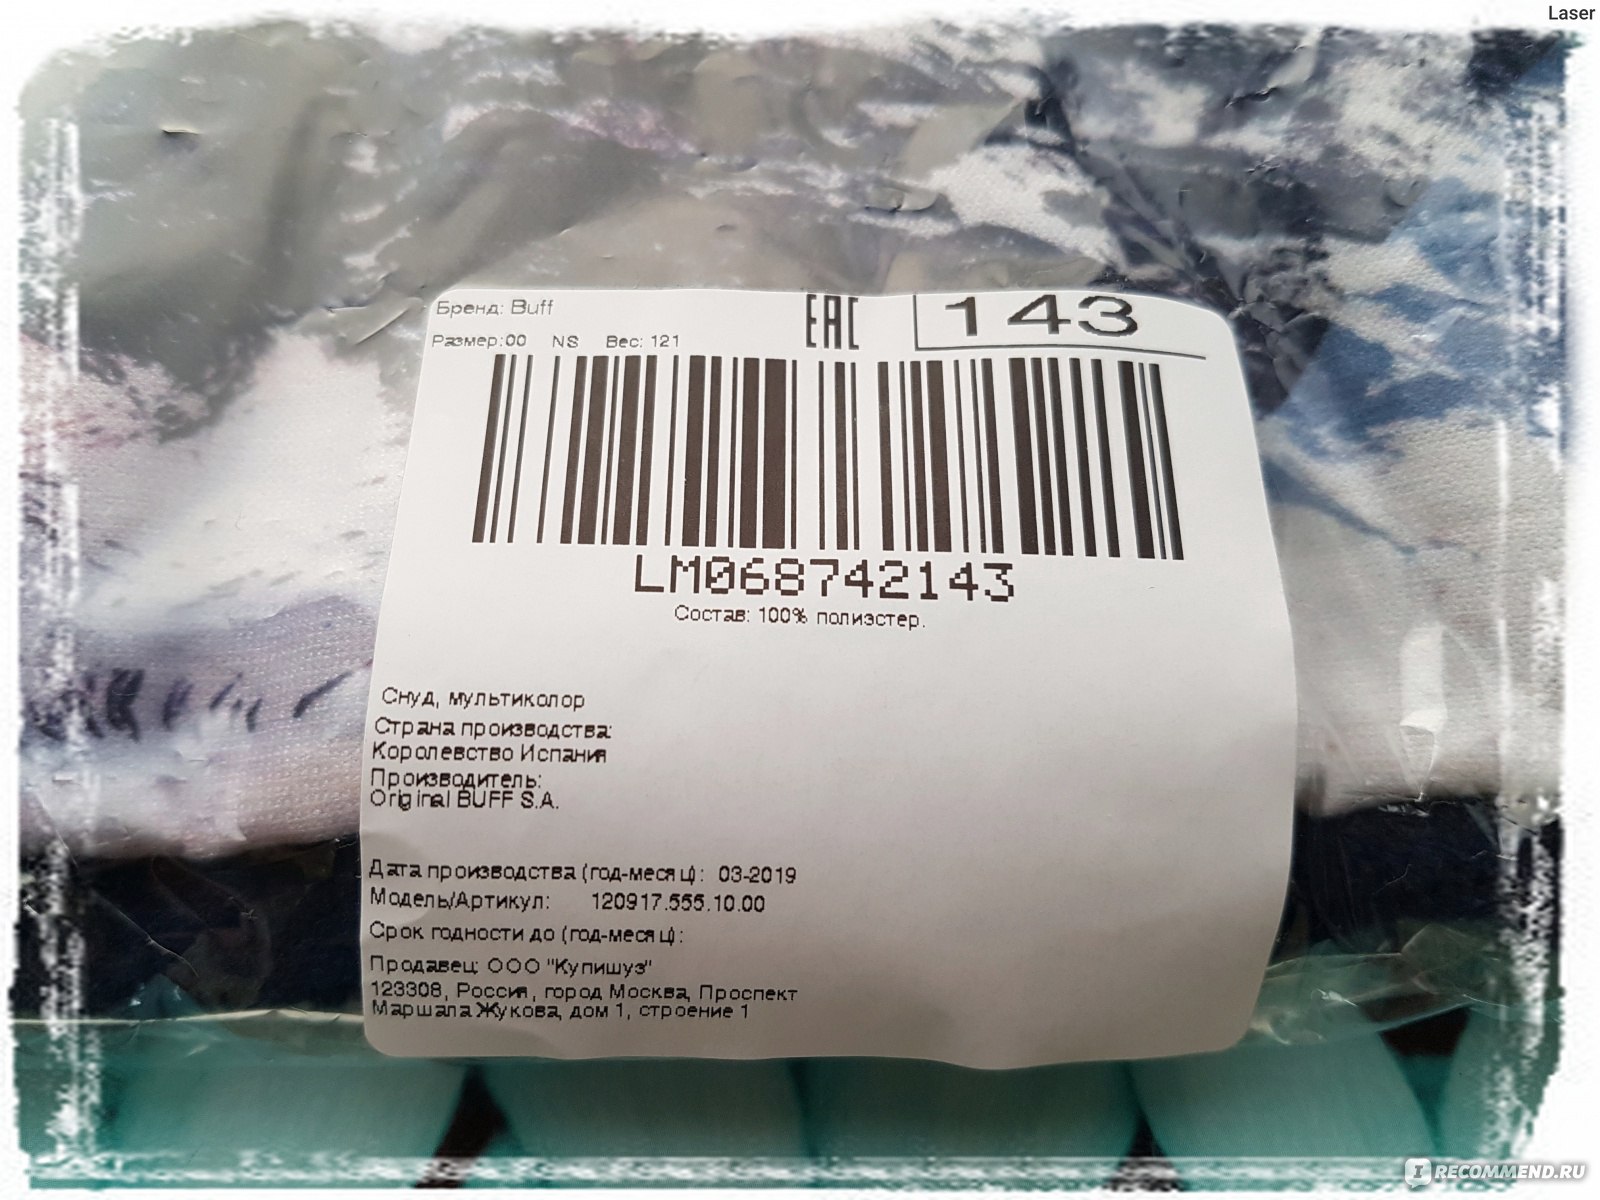 Laser
Бренд: Buff
EAC
143
Размер:00 NS Вес: 121
LM068742143
Состав: 100% полиэстер.
Снуд, мультиколор
Страна производства:
Королевство Испания
Производитель:
Original BUFF S.A.
Дата производства (год-месяц): 03-2019
Модель/Артикул: 120917.555.10.00
Срок годности до (год-месяц):
Продавец: ООО "Купишуз"
123308, Россия, город Москва, Проспект
Маршала Жукова, дом 1, строение 1
I RECOMMEND.RU